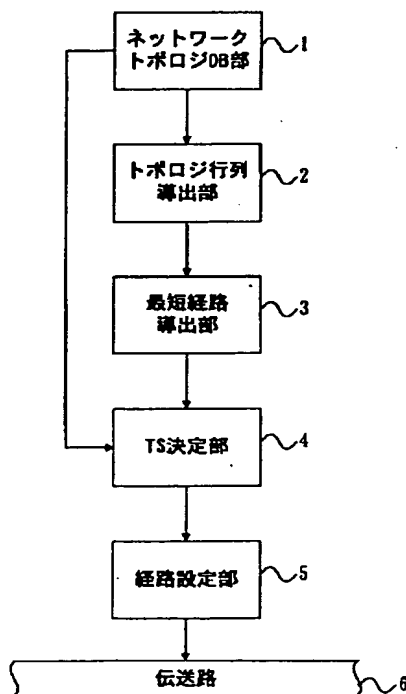 ネットワーク
トポロジDB部
1
トポロジ行列
導出部
2
最短経路
導出部
3
TS決定部
4
経路設定部
5
伝送路
6